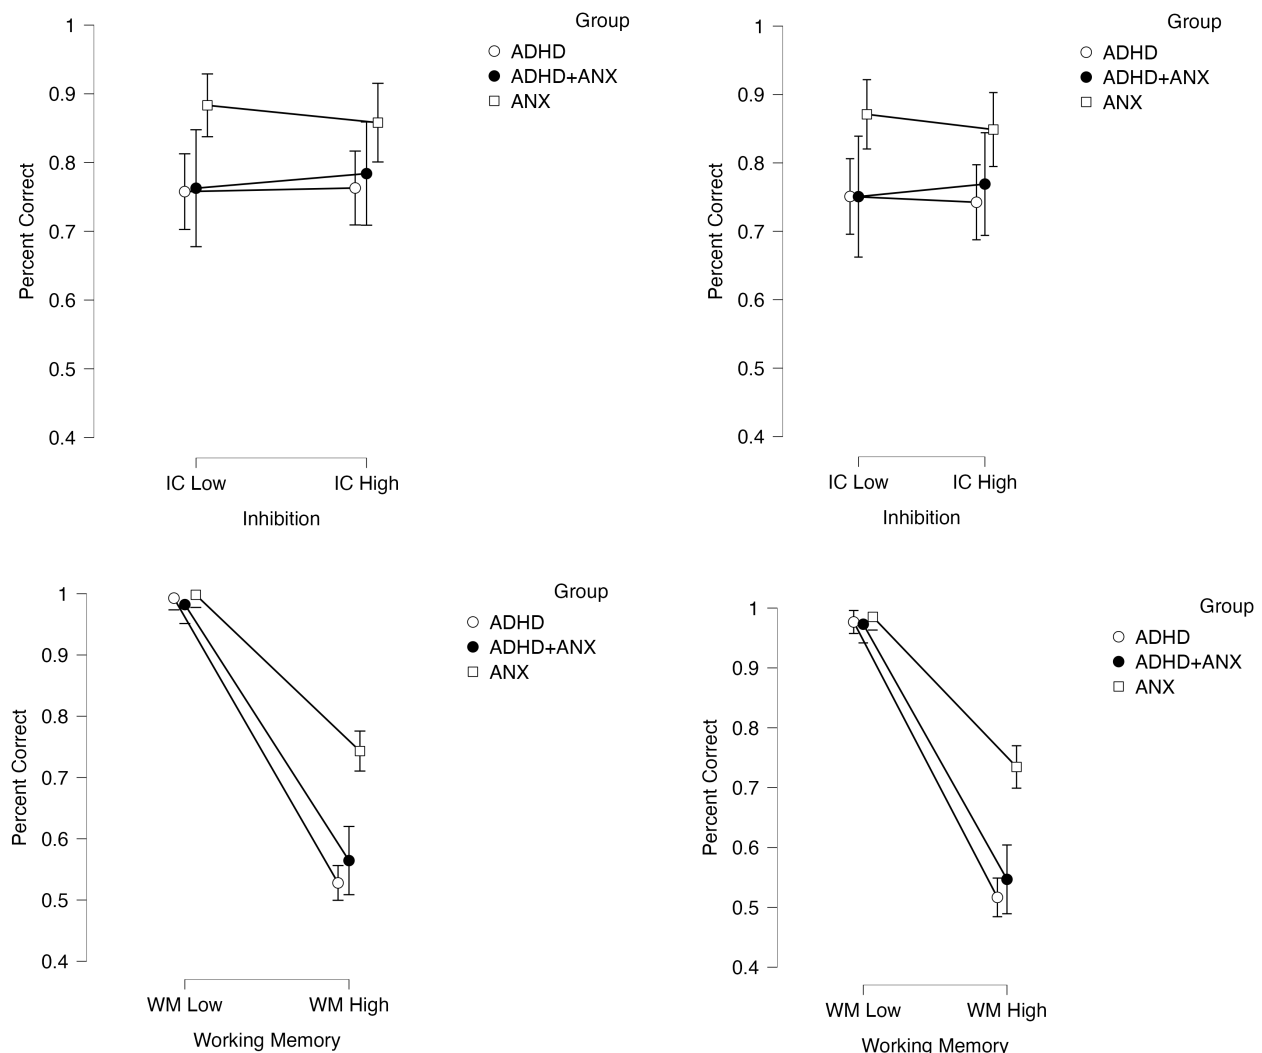 Group
ADHD
ADHD+ANX
ANX
1
0.9
0.8
0.7
0.6
0.5
0.4
Percent Correct
IC Low IC High
Inhibition
Group
ADHD
ADHD+ANX
ANX
1
0.9
0.8
0.7
0.6
0.5
0.4
Percent Correct
IC Low IC High
Inhibition
Group
ADHD
ADHD+ANX
ANX
1
0.9
0.8
0.7
0.6
0.5
0.4
Percent Correct
WM Low WM High
Working Memory
Group
ADHD
ADHD+ANX
ANX
1
0.9
0.8
0.7
0.6
0.5
0.4
Percent Correct
WM Low WM High
Working Memory